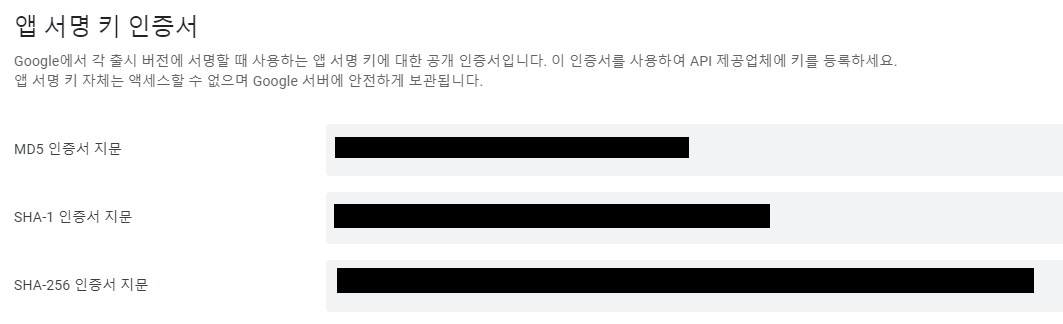 앱 서명 키 인증서
Google에서 각 출시 버전에 서명할 때 사용하는 앱 서명 키에 대한 공개 인증서입니다. 이 인증서를 사용하여 API 제공업체에 키를 등록하세요.
앱 서명 키 자체는 액세스할 수 없으며 Google 서버에 안전하게 보관됩니다.
MD5 인증서 지문
SHA-1 인증서 지문
SHA-256 인증서 지문